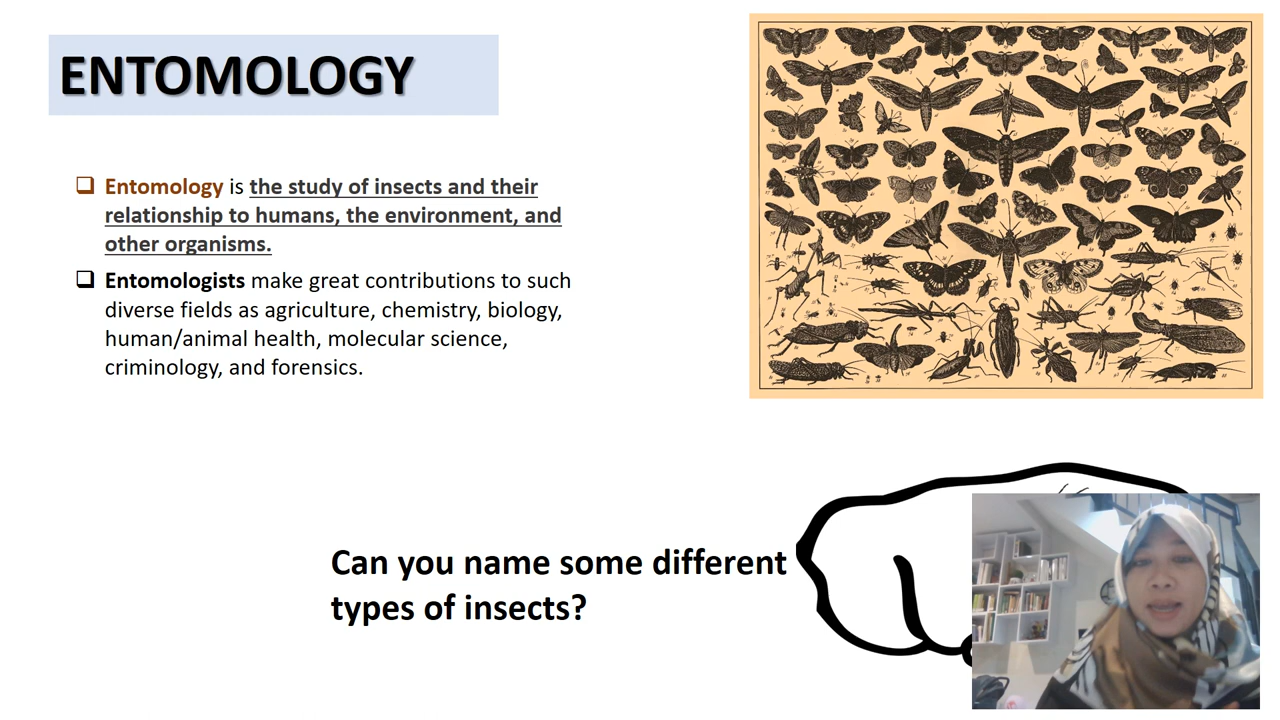 ENTOMOLOGY
Entomology is the study of insects and their
relationship to humans, the environment, and
other organisms.
Entomologists make great contributions to such
diverse fields as agriculture, chemistry, biology,
human/animal health, molecular science,
criminology, and forensics.
Can you name some different
types of insects?